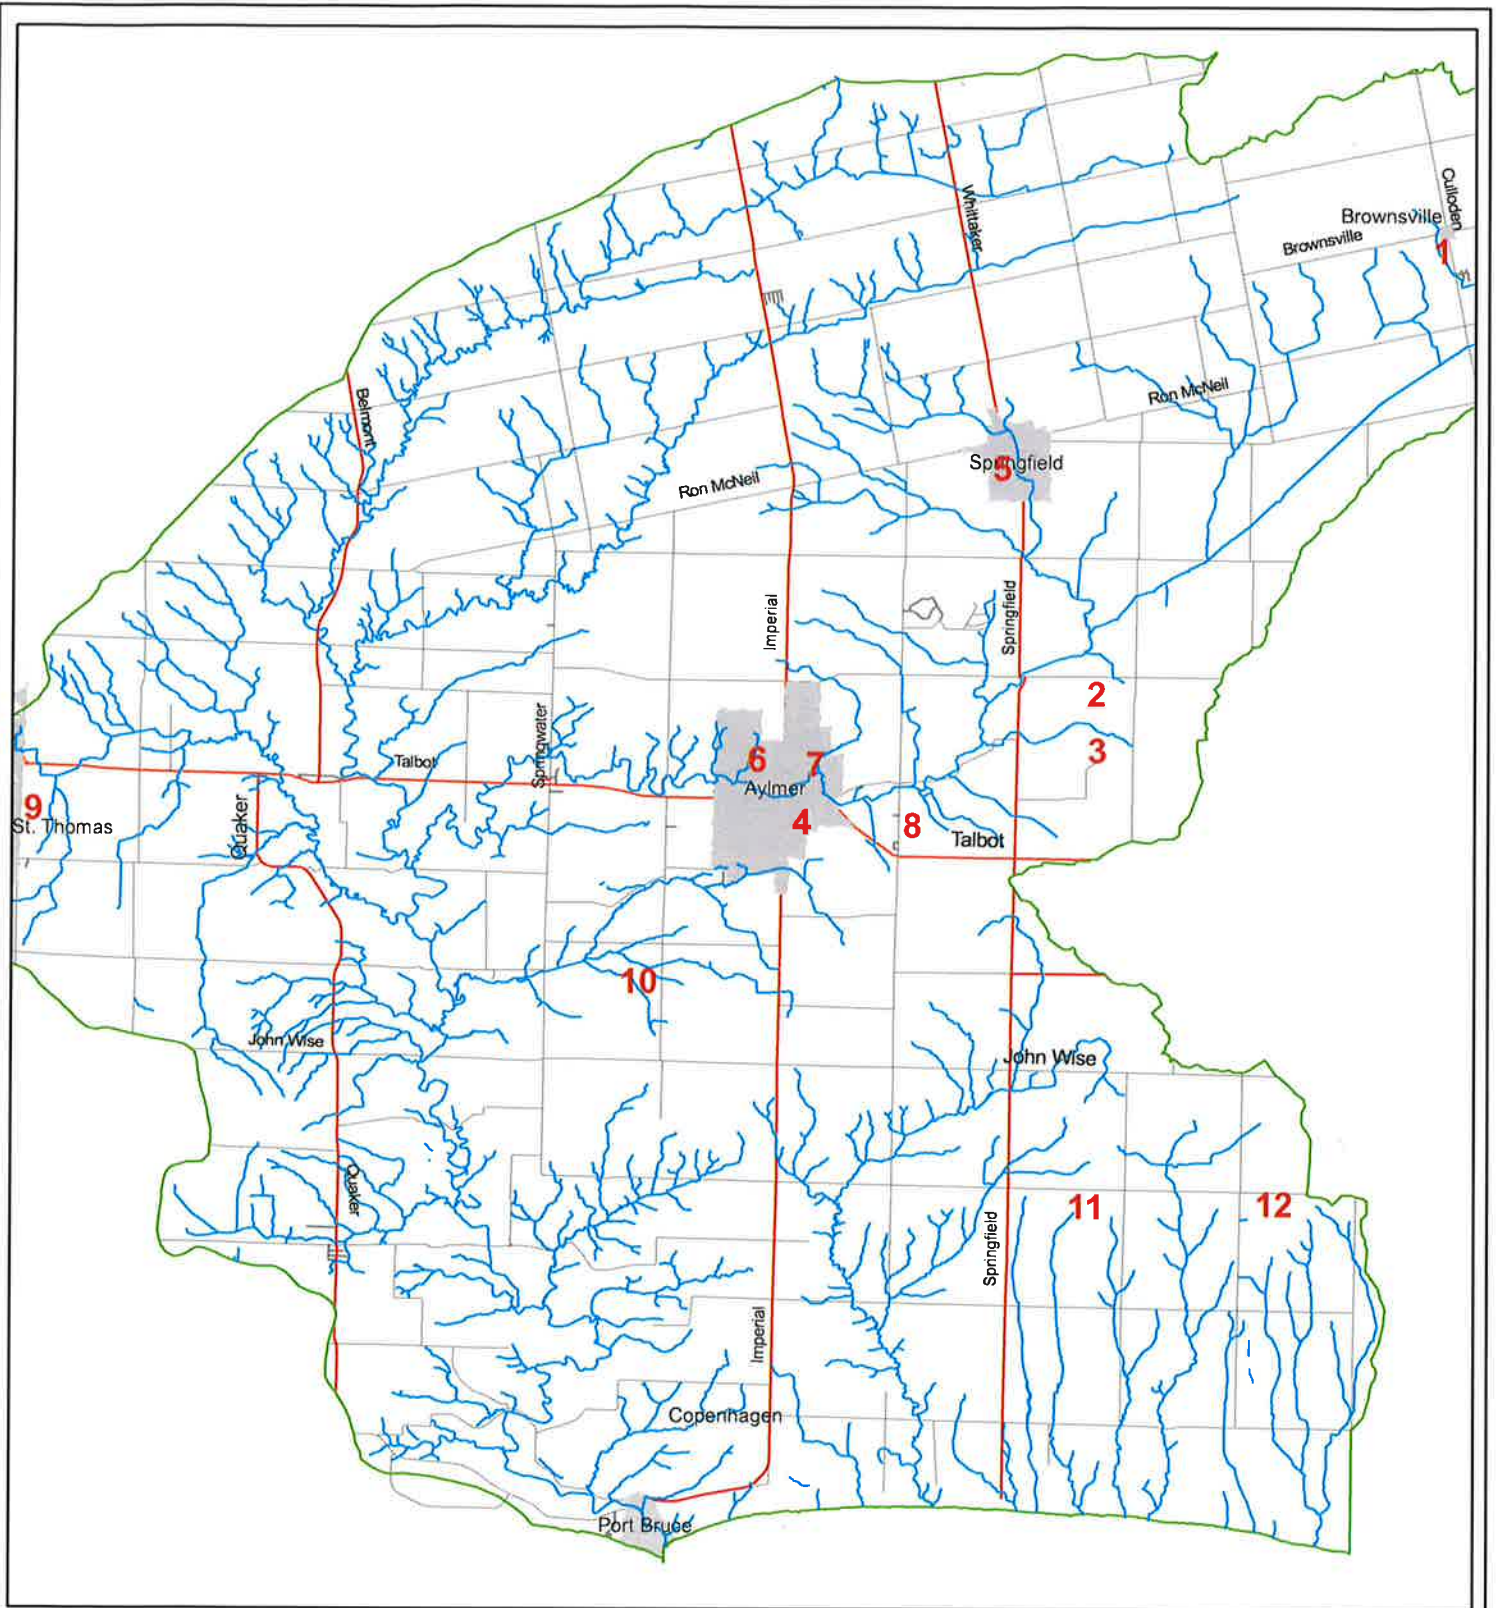 Culloden
Whittaker
Brownsville
Brownsville
1
Belmont
Ron McNeil
Springfield
5
Ron McNeil
Imperial
Springfield
2
3
Springwater
Talbot
6
7
Aylmer
4
8
Talbot
9
St. Thomas
Quaker
10
John Wise
John Wise
Quaker
11
12
Springfield
Imperial
Copenhagen
Port Bruce